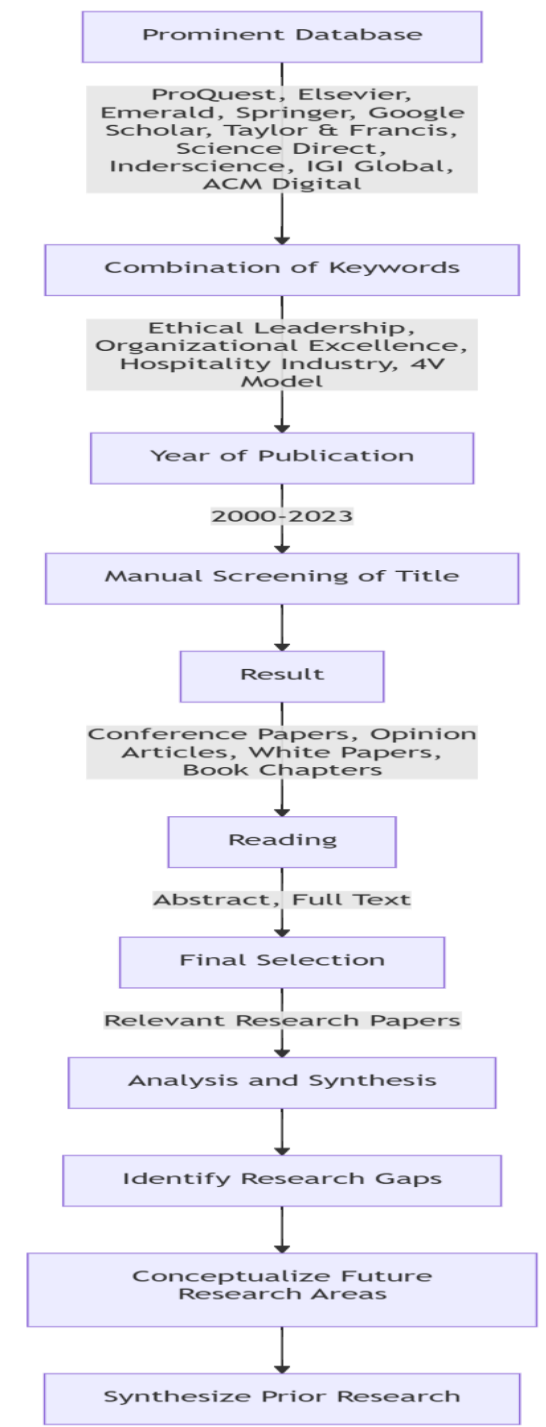 Prominent Database
ProQuest, Elsevier,
Emerald, Springer, Google
Scholar, Taylor & Francis,
Science Direct,
Inderscience, IGI Global,
ACM Digital
Combination of Keywords
Ethical Leadership,
Organizational Excellence,
Hospitality Industry, 4V
Model
Year of Publication
2000-2023
Manual Screening of Title
Result
Conference Papers, Opinion
Articles, White Papers,
Book Chapters
Reading
Abstract, Full Text
Final Selection
Relevant Research Papers
Analysis and Synthesis
Identify Research Gaps
Conceptualize Future
Research Areas
Synthesize Prior Research